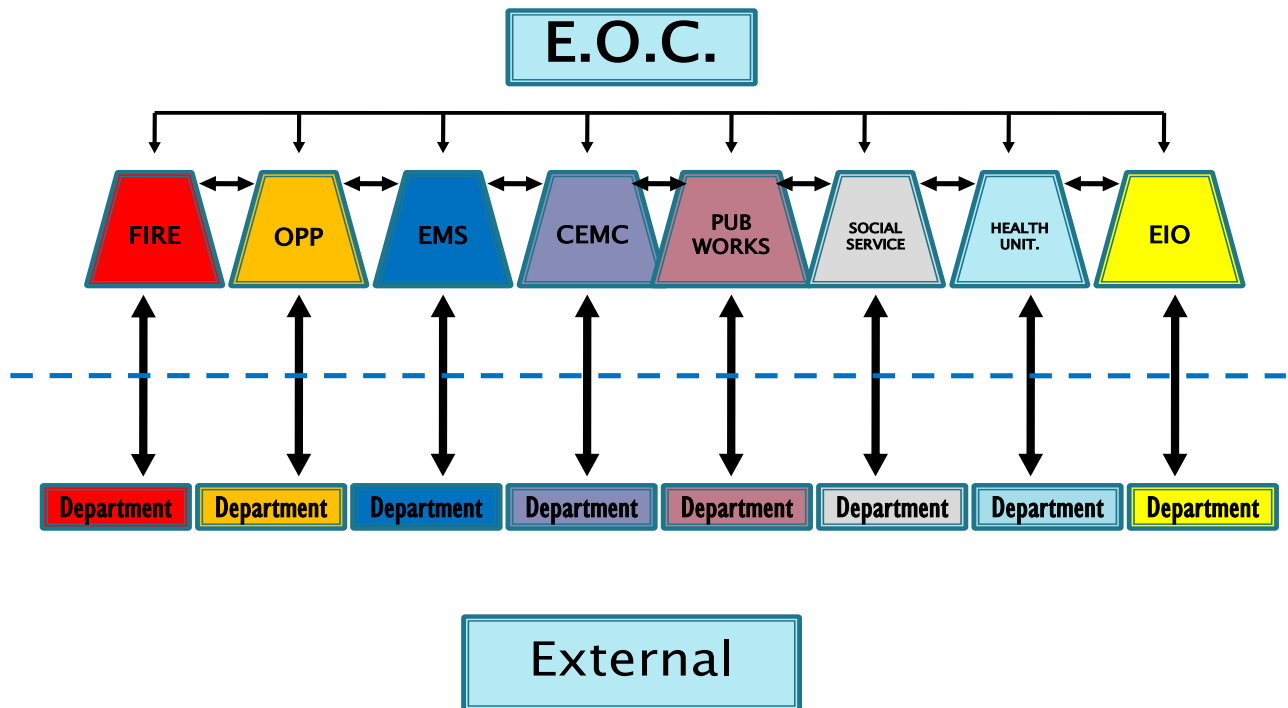 E.O.C.
FIRE
OPP
EMS
CEMC
PUB
WORKS
SOCIAL
SERVICE
HEALTH
UNIT.
EIO
Department
Department
Department
Department
Department
Department
Department
Department
External